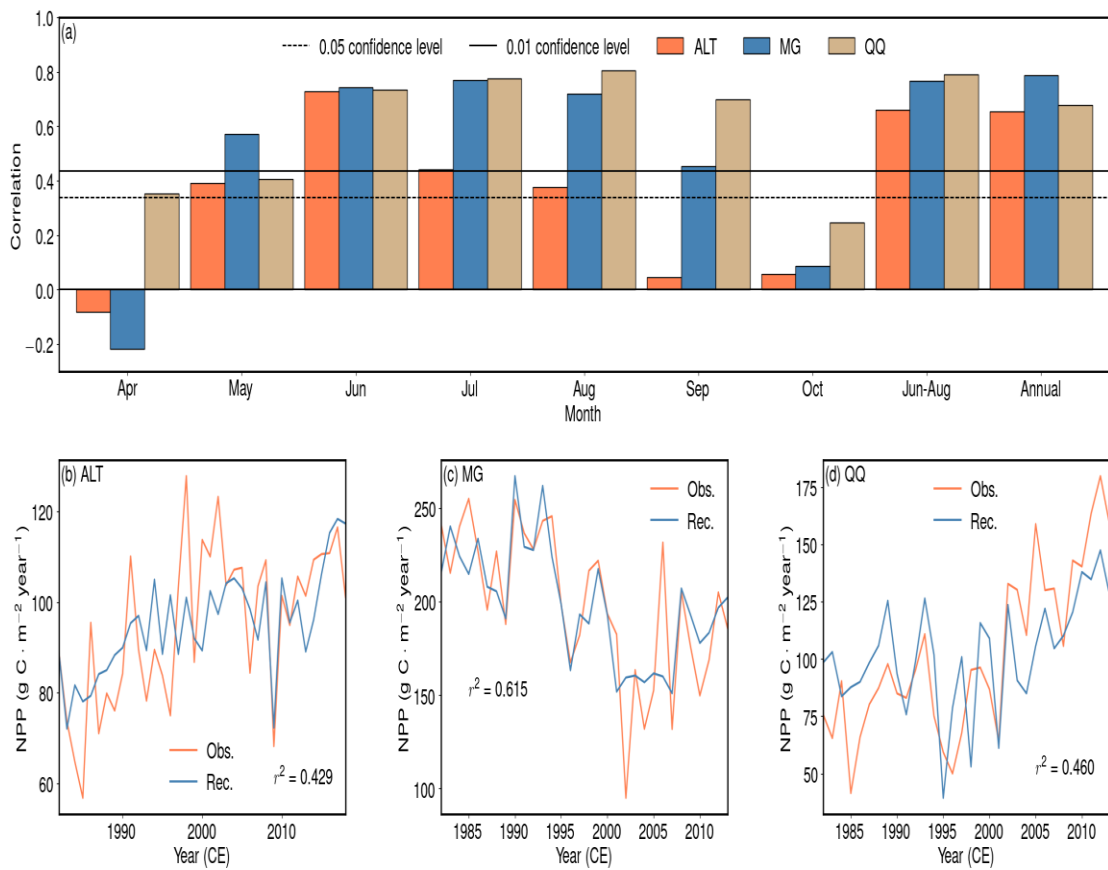 (a)
0.05 confidence level 0.01 confidence level ALT MG QQ
1.0
0.8
0.6
0.4
0.2
0.0
−0.2
Correlation
Apr May Jun Jul Aug Sep Oct Jun-Aug Annual
Month
(b) ALT
120
100
80
60
NPP (g C · m⁻² year⁻¹)
Obs.
Rec.
r² = 0.429
1990 2000 2010
Year (CE)
(c) MG
250
200
150
100
NPP (g C · m⁻² year⁻¹)
Obs.
Rec.
r² = 0.615
1985 1990 1995 2000 2005 2010
Year (CE)
(d) QQ
175
150
125
100
75
50
NPP (g C · m⁻² year⁻¹)
Obs.
Rec.
r² = 0.460
1985 1990 1995 2000 2005 2010
Year (CE)